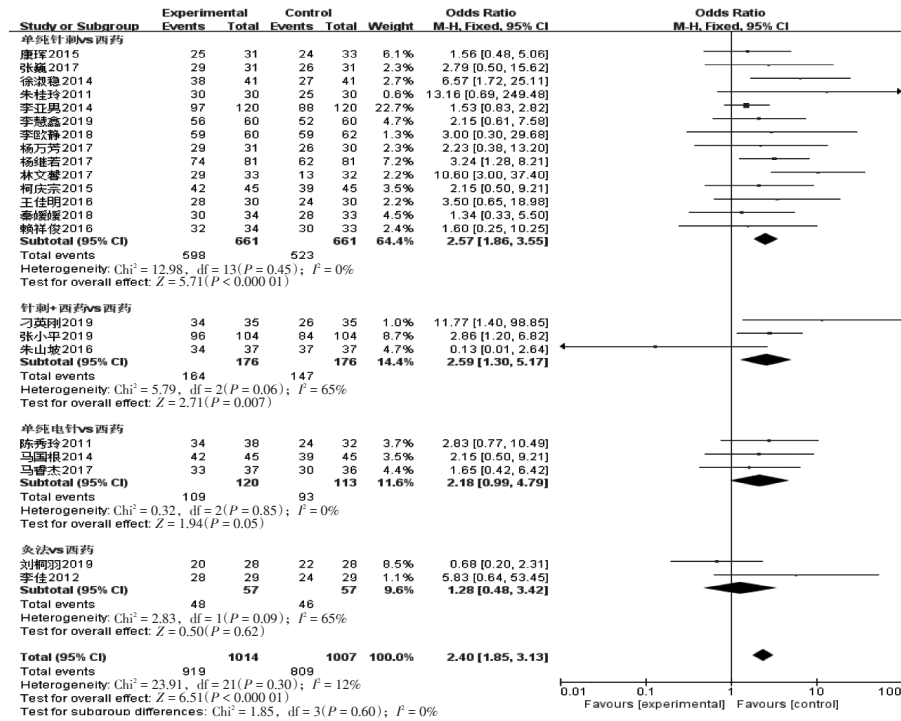 Experimental Control Odds Ratio Odds Ratio
Study or Subgroup Events Total Events Total Weight M-H, Fixed, 95% CI M-H, Fixed, 95% CI
单纯针刺vs西药
康珲2015 25 31 24 33 6.1% 1.56 [0.48, 5.06]
张巍2017 29 31 26 31 2.79 [0.50, 15.62]
徐淑稳2014 38 41 27 41 6.57 [1.72, 25.11]
朱桂玲2011 30 30 25 30 0.6% 13.16 [0.69, 249.48]
李亚男2014 97 120 88 120 22.7% 1.53 [0.83, 2.82]
李慧鑫2019 56 60 52 60 4.3% 2.15 [0.61, 7.58]
李欧静2018 59 60 59 62 1.2% 3.00 [0.30, 29.68]
杨万芳2017 29 31 26 30 2.2% 2.23 [0.38, 13.20]
杨继若2017 74 81 62 81 7.2% 3.24 [1.28, 8.21]
林文馨2017 29 33 13 32 2.0% 10.60 [3.00, 37.40]
柯庆宗2015 42 45 39 45 3.2% 2.15 [0.50, 9.21]
王佳明2016 28 30 24 30 1.9% 3.50 [0.65, 18.98]
秦媛媛2018 30 34 28 33 4.2% 1.34 [0.33, 5.50]
赖祥俊2016 32 34 30 33 2.2% 1.60 [0.25, 10.25]
Subtotal (95% CI) 661 661 64.4% 2.57 [1.86, 3.55]
Total events 598 523
Heterogeneity: Chi² = 12.98, df = 13(P = 0.45); I² = 0%
Test for overall effect: Z = 5.71(P < 0.000 01)
针刺+西药vs西药
刁英刚2019 34 35 26 35 1.0% 11.77 [1.40, 98.85]
张小平2019 96 104 84 104 8.7% 2.86 [1.20, 6.82]
朱山坡2016 34 37 37 37 4.7% 0.13 [0.01, 2.64]
Subtotal (95% CI) 176 176 14.4% 2.59 [1.30, 5.17]
Total events 164 147
Heterogeneity: Chi² = 5.79, df = 2(P = 0.06); I² = 65%
Test for overall effect: Z = 2.71(P = 0.007)
单纯电针vs西药
陈秀玲2011 34 38 24 32 3.7% 2.83 [0.77, 10.49]
马国根2014 42 45 39 45 3.5% 2.15 [0.50, 9.21]
马睿杰2017 33 37 30 36 4.4% 1.65 [0.42, 6.42]
Subtotal (95% CI) 120 113 11.6% 2.18 [0.99, 4.79]
Total events 109 93
Heterogeneity: Chi² = 0.32, df = 2(P = 0.85); I² = 0%
Test for overall effect: Z = 1.94(P = 0.05)
灸法vs西药
刘桐羽2019 20 28 22 28 8.5% 0.68 [0.20, 2.31]
李佳2012 28 29 24 29 1.1% 5.83 [0.64, 53.45]
Subtotal (95% CI) 57 57 9.6% 1.28 [0.48, 3.42]
Total events 48 46
Heterogeneity: Chi² = 2.83, df = 1(P = 0.09); I² = 65%
Test for overall effect: Z = 0.50(P = 0.62)
Total (95% CI) 1014 1007 100.0% 2.40 [1.85, 3.13]
Total events 919 809
Heterogeneity: Chi² = 23.91, df = 21(P = 0.30); I² = 12%
Test for overall effect: Z = 6.51(P < 0.000 01)
Test for subgroup differences: Chi² = 1.85, df = 3(P = 0.60); I² = 0%
0.01 0.1 1 10 100
Favours [experimental] Favours [control]